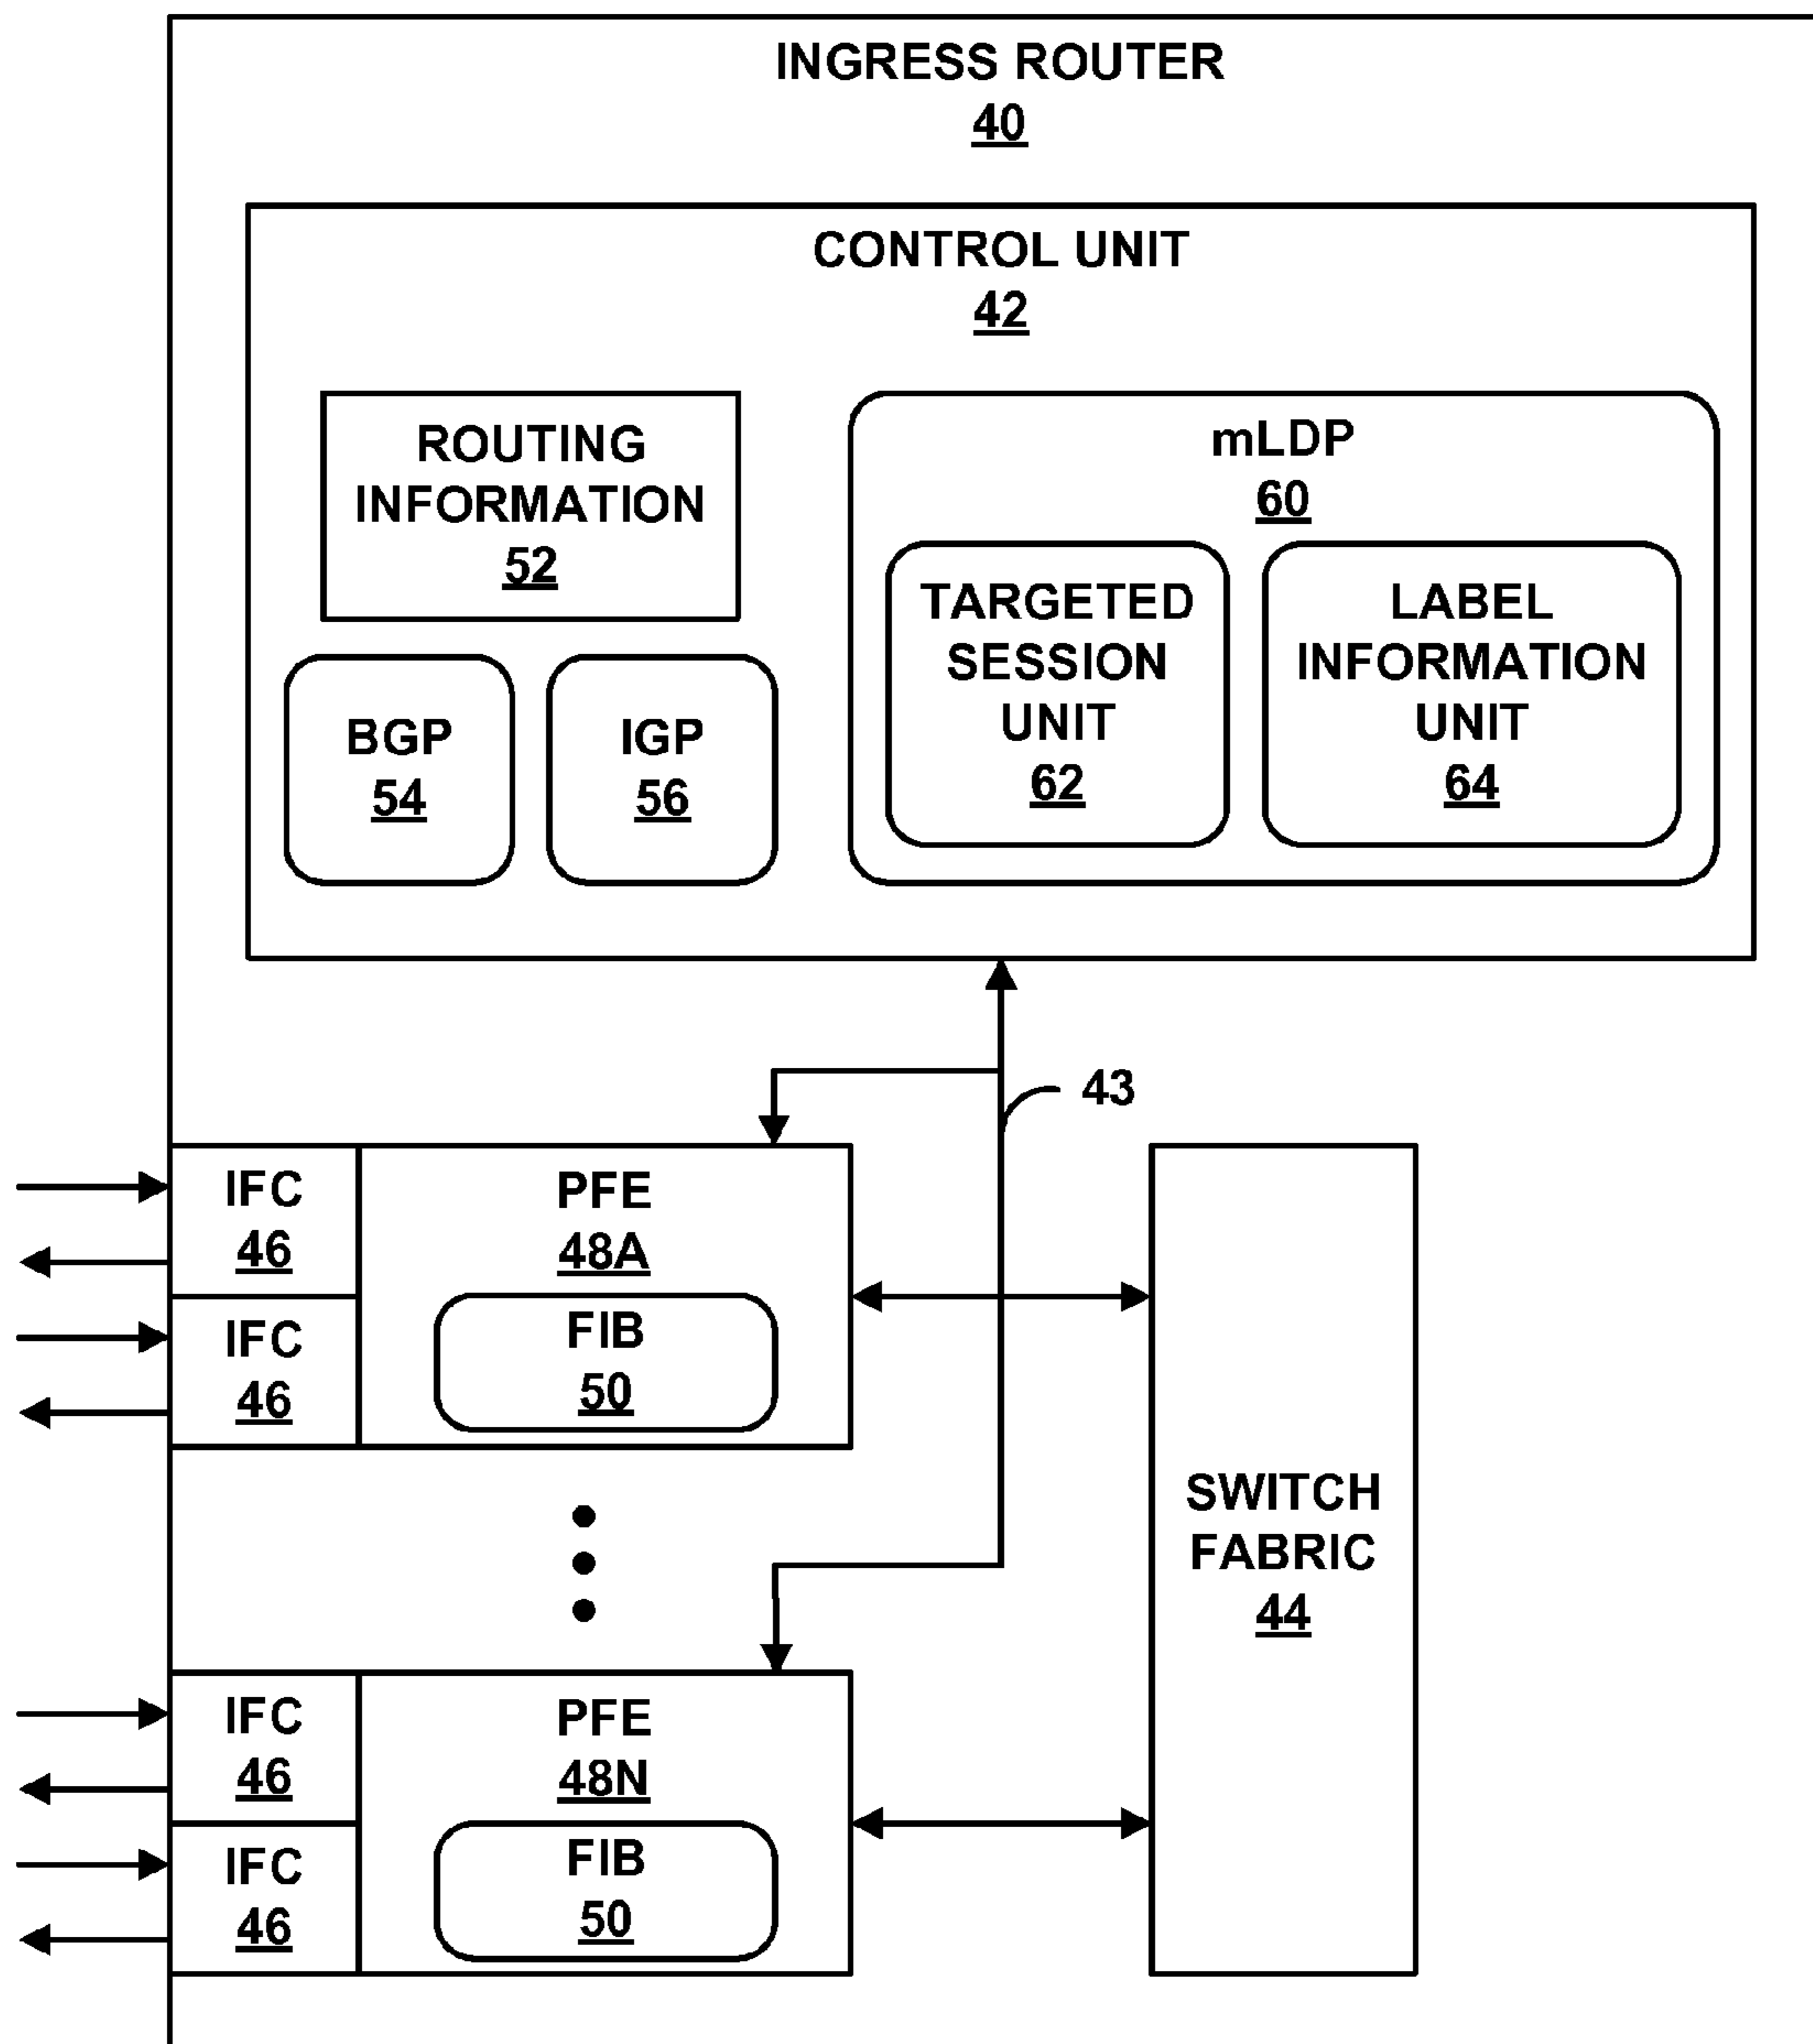 INGRESS ROUTER
40
CONTROL UNIT
42
ROUTING
INFORMATION
52
BGP
54
IGP
56
mLDP
60
TARGETED
SESSION
UNIT
62
LABEL
INFORMATION
UNIT
64
43
IFC
46
IFC
46
PFE
48A
FIB
50
SWITCH
FABRIC
44
IFC
46
IFC
46
PFE
48N
FIB
50